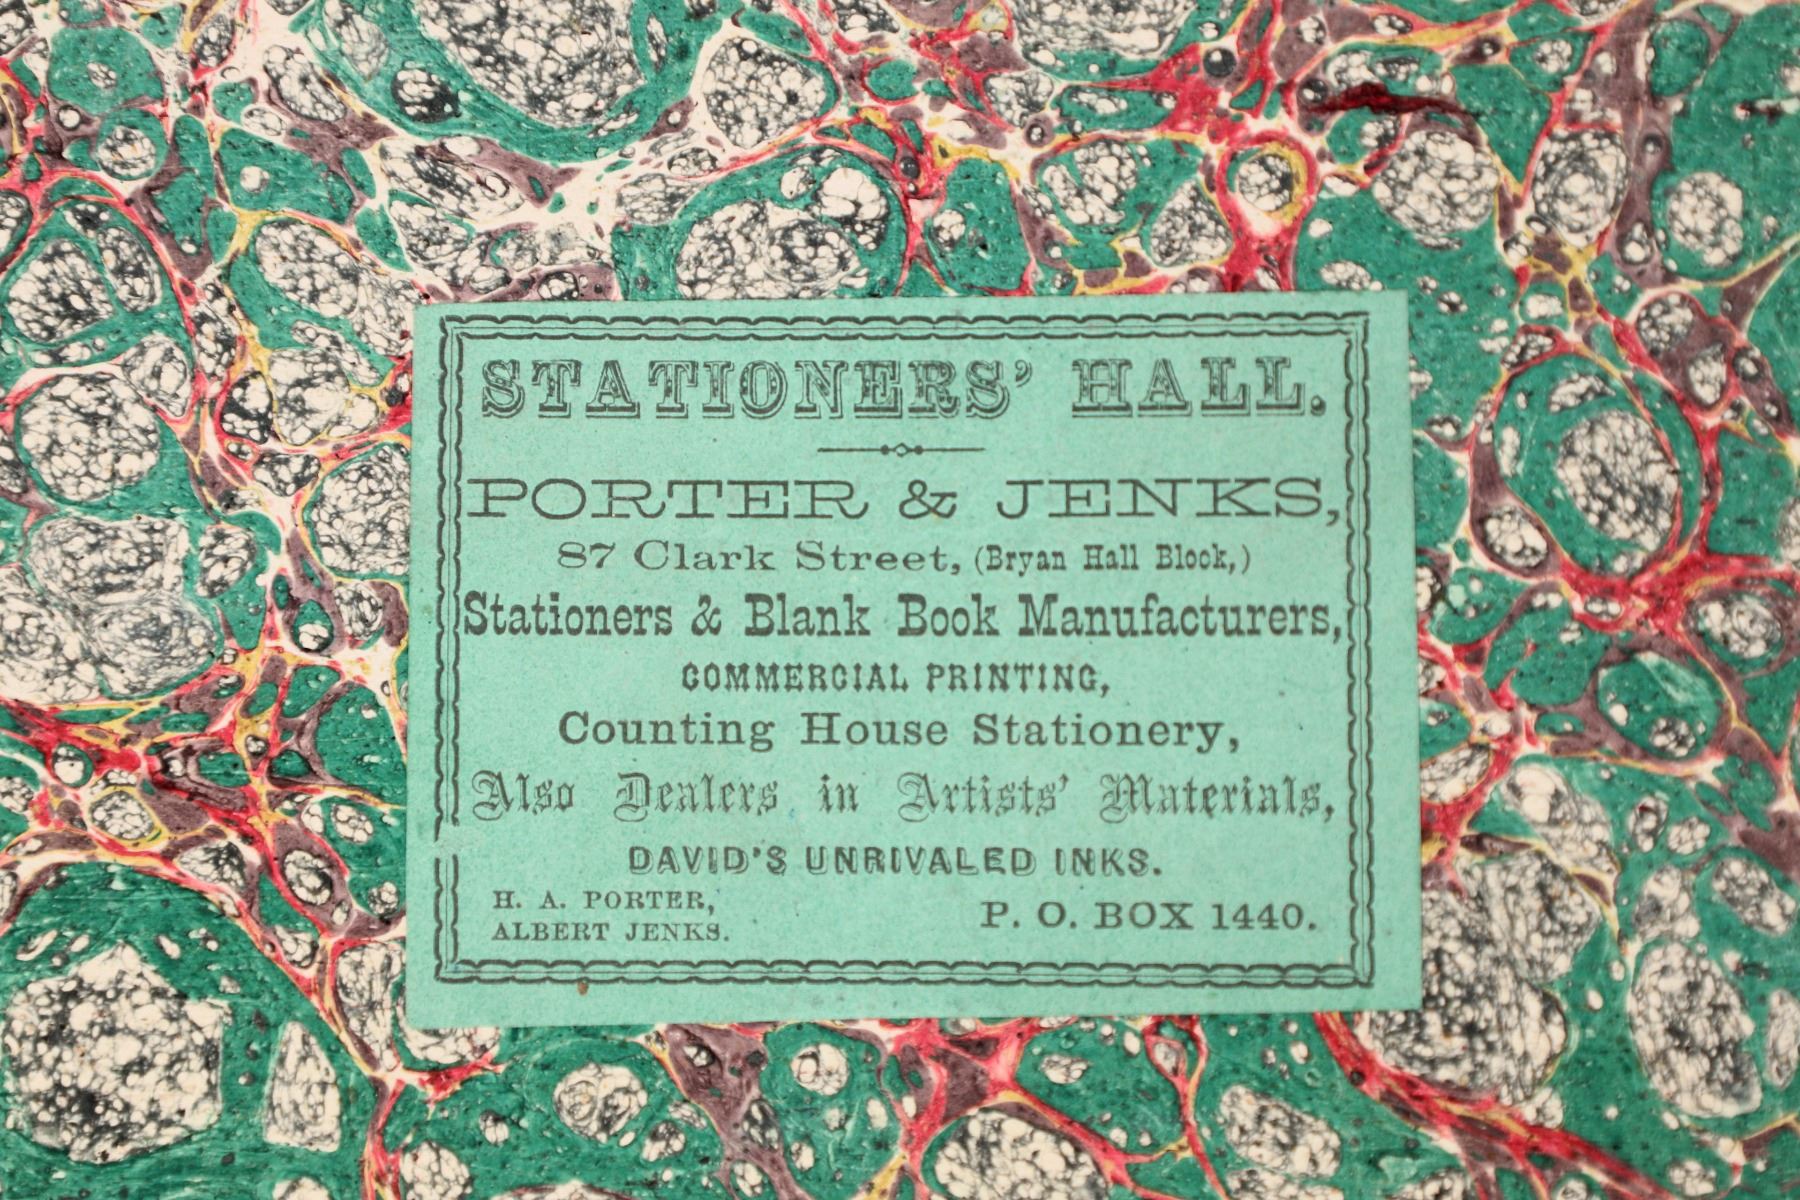 STATIONERS' HALL.
PORTER & JENKS,
87 Clark Street, (Bryan Hall Block,)
Stationers & Blank Book Manufacturers,
COMMERCIAL PRINTING,
Counting House Stationery,
Also Dealers in Artists' Materials,
DAVID'S UNRIVALED INKS.
H. A. PORTER,
ALBERT JENKS.
P. O. BOX 1440.